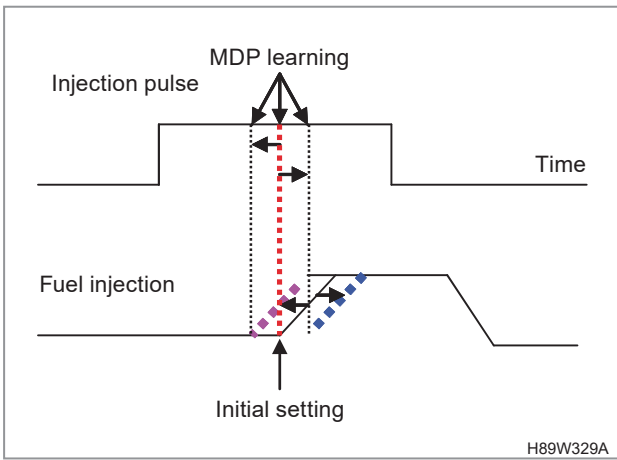 MDP learning
Injection pulse
Time
Fuel injection
Initial setting
H89W329A